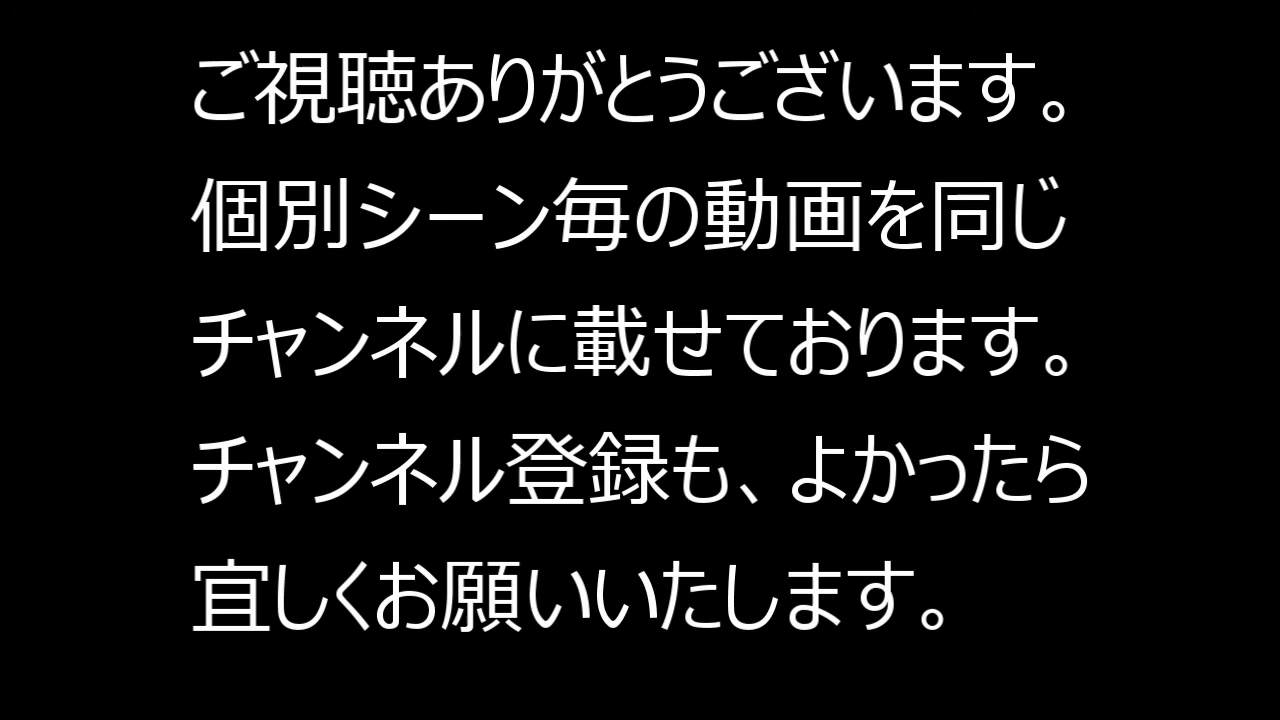 ご視聴ありがとうございます。
個別シーン毎の動画を同じ
チャンネルに載せております。
チャンネル登録も、よかったら
宜しくお願いいたします。